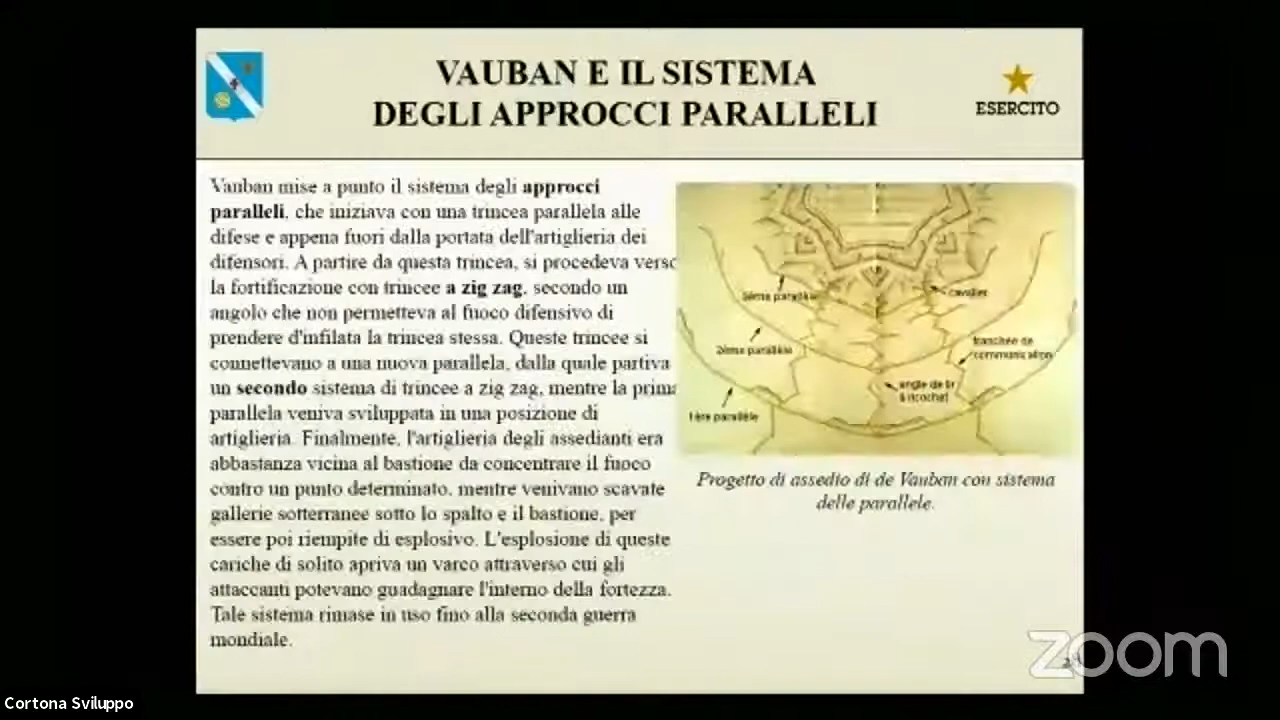 VAUBAN E IL SISTEMA
DEGLI APPROCCI PARALLELI
ESERCITO
Vauban mise a punto il sistema degli approcci
paralleli, che iniziava con una trincea parallela alle
difese e appena fuori dalla portata dell'artiglieria dei
difensori. A partire da questa trincea, si procedeva verso
la fortificazione con trincee a zig zag, secondo un
angolo che non permetteva al fuoco difensivo di
prendere d'infilata la trincea stessa. Queste trincee si
connettevano a una nuova parallela, dalla quale partiva
un secondo sistema di trincee a zig zag, mentre la prima
parallela veniva sviluppata in una posizione di
artiglieria. Finalmente, l'artiglieria degli assedianti era
abbastanza vicina al bastione da concentrare il fuoco
contro un punto determinato, mentre venivano scavate
gallerie sotterranee sotto lo spalto e il bastione, per
essere poi riempite di esplosivo. L'esplosione di queste
cariche di solito apriva un varco attraverso cui gli
attaccanti potevano guadagnare l'interno della fortezza.
Tale sistema rimase in uso fino alla seconda guerra
mondiale.
3ème parallèle
cavalier
2ème parallèle
tranchée de
communication
angle de tir
à ricochet
1ère parallèle
Progetto di assedio di de Vauban con sistema
delle parallele.
zoom
Cortona Sviluppo